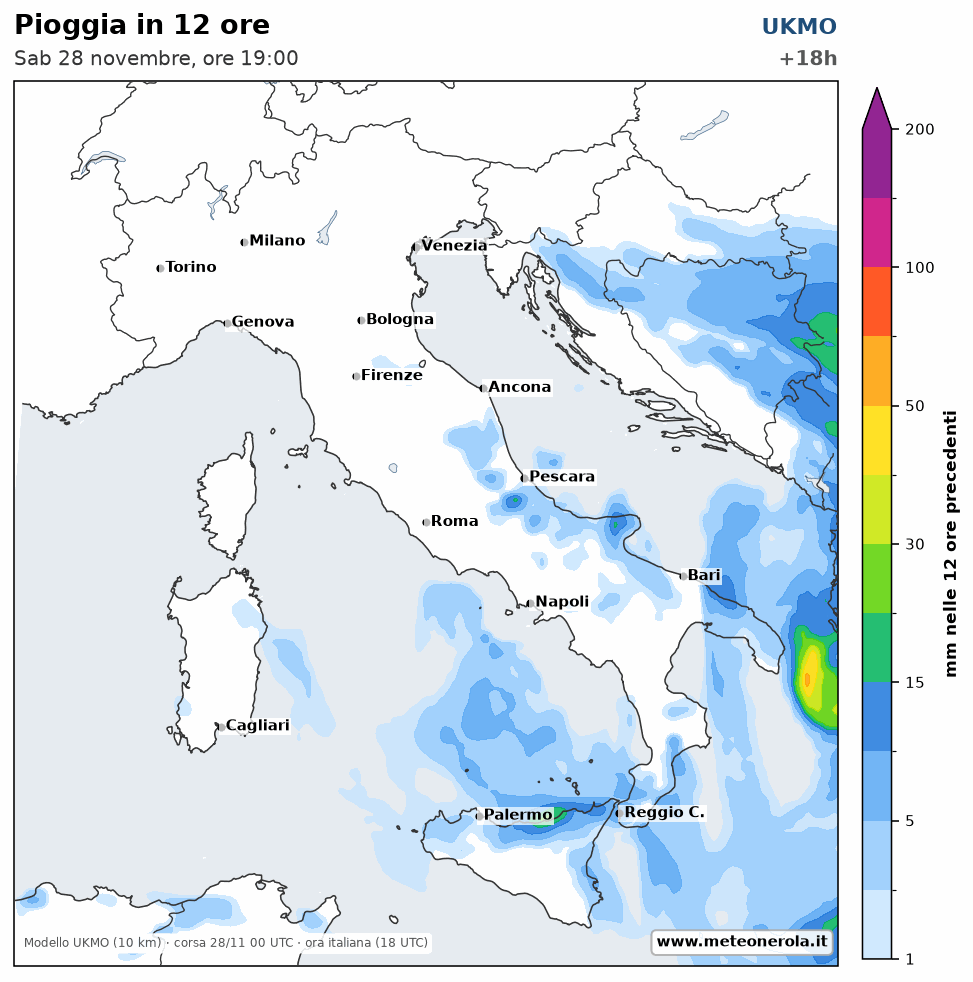 Pioggia in 12 ore
UKMO
Sab 28 novembre, ore 19:00
+18h
200
100
50
30
15
5
1
mm nelle 12 ore precedenti
Milano
Venezia
Torino
Genova
Bologna
Firenze
Ancona
Pescara
Roma
Bari
Napoli
Cagliari
Palermo
Reggio C.
Modello UKMO (10 km) · corsa 28/11 00 UTC · ora italiana (18 UTC)
www.meteonerola.it